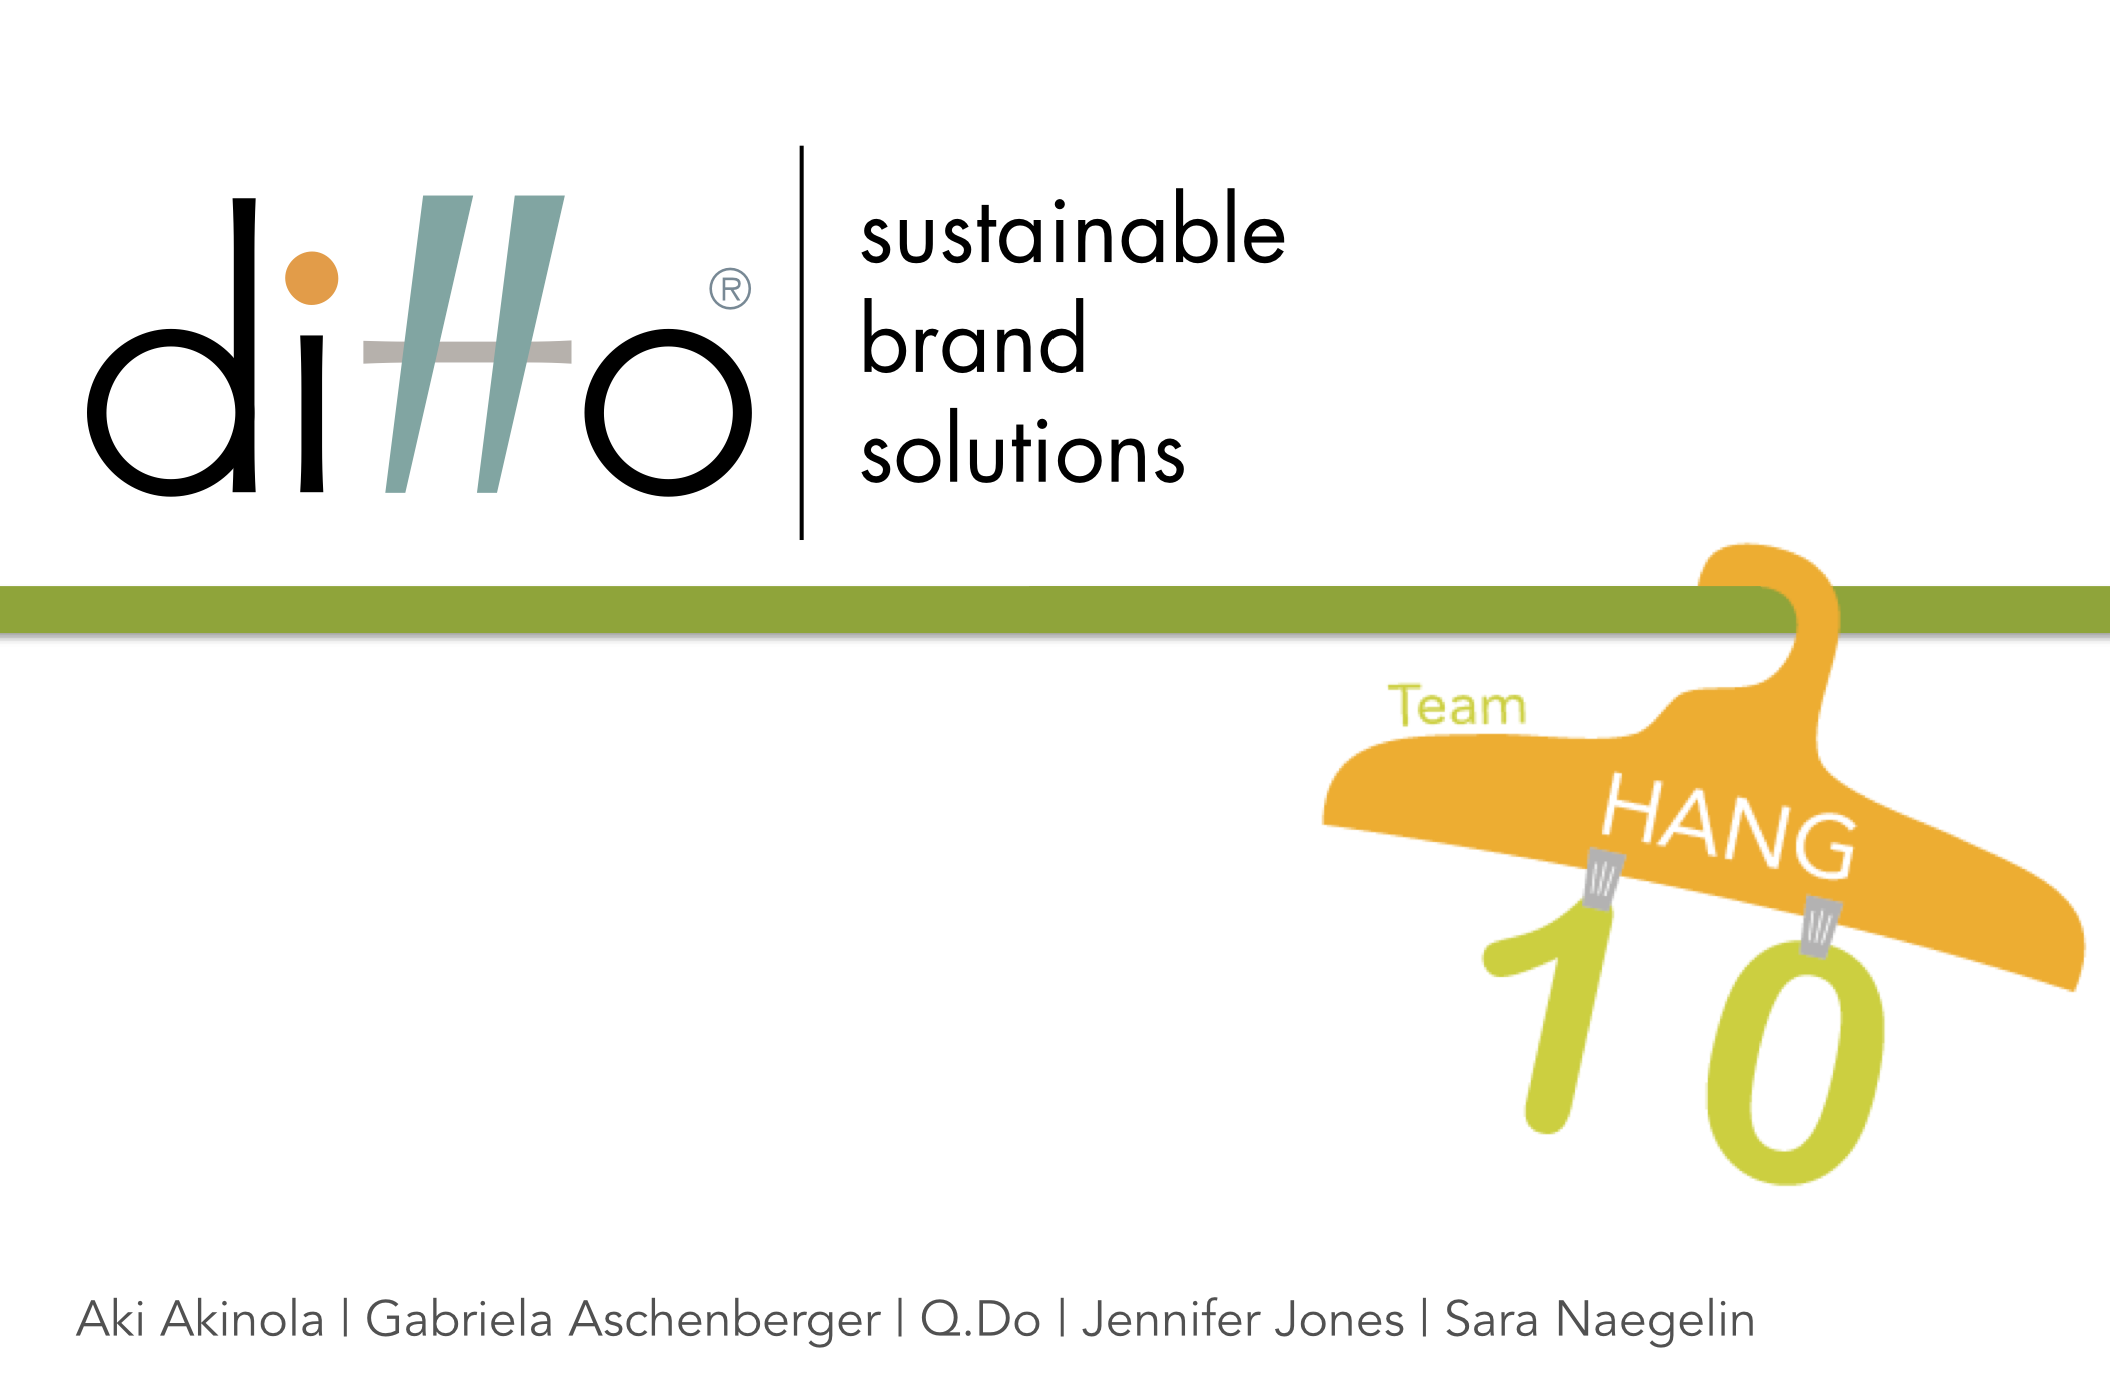 ditto®
sustainable
brand
solutions
Team
HANG
10
Aki Akinola | Gabriela Aschenberger | Q.Do | Jennifer Jones | Sara Naegelin